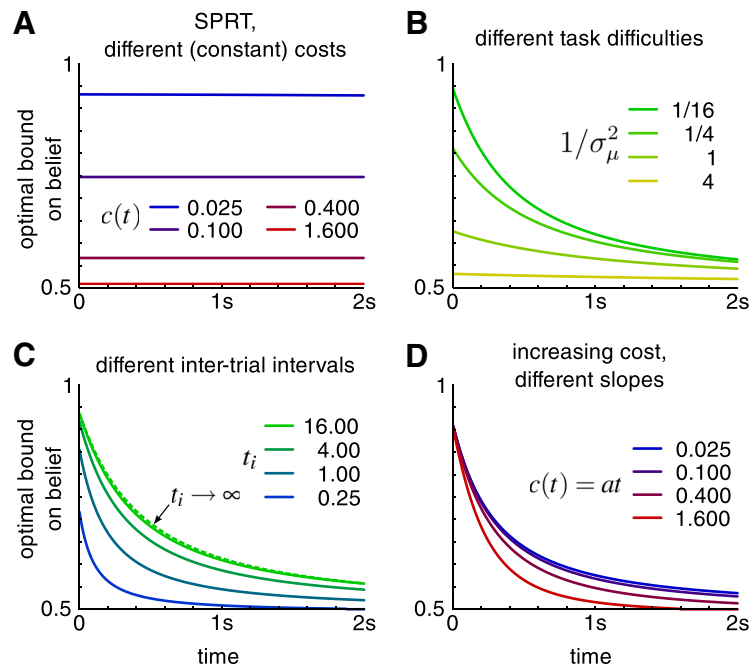 A
SPRT,
different (constant) costs
1
0.5
optimal bound
on belief
c(t)
0.025
0.400
0.100
1.600
0
1s
2s
B
different task difficulties
1
0.5
1/σ²μ
1/16
1/4
1
4
0
1s
2s
C
different inter-trial intervals
1
0.5
optimal bound
on belief
tᵢ
16.00
4.00
1.00
0.25
tᵢ → ∞
0
1s
2s
time
D
increasing cost,
different slopes
1
0.5
c(t) = at
0.025
0.100
0.400
1.600
0
1s
2s
time